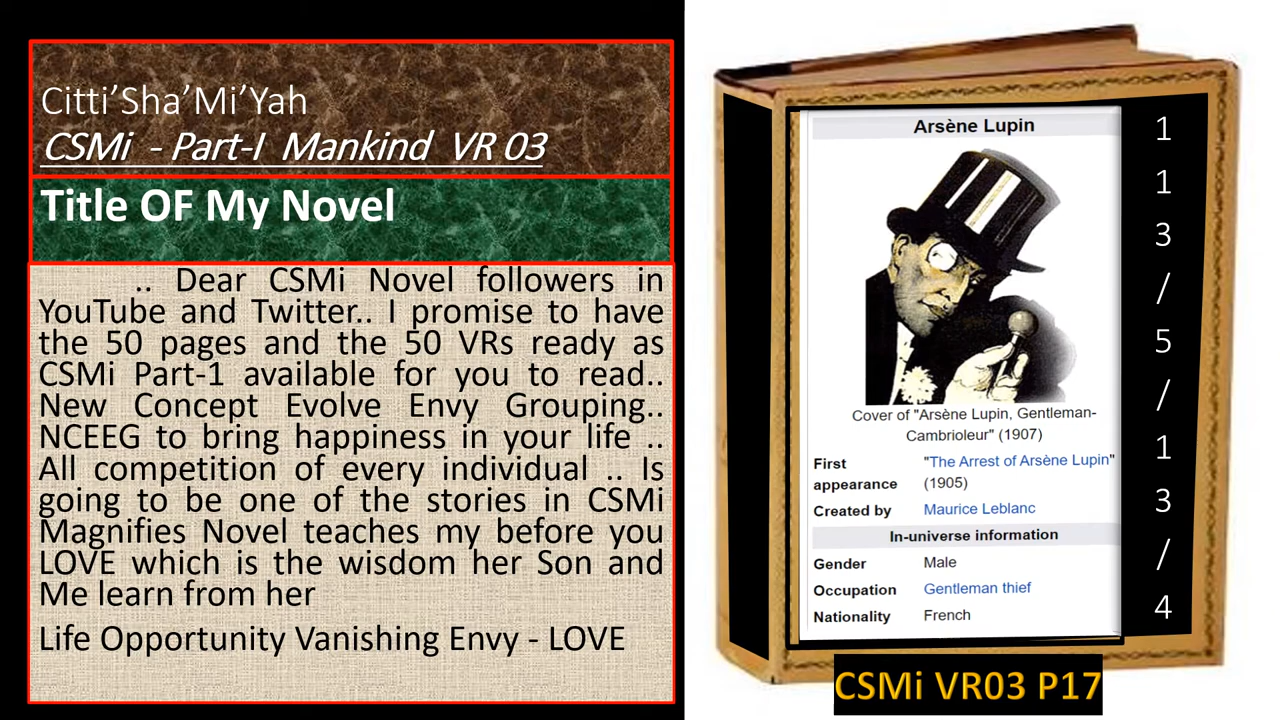 Citti’Sha’Mi’Yah
CSMi - Part-I Mankind VR 03
Title OF My Novel
.. Dear CSMi Novel followers in
YouTube and Twitter.. I promise to have
the 50 pages and the 50 VRs ready as
CSMi Part-1 available for you to read..
New Concept Evolve Envy Grouping..
NCEEG to bring happiness in your life ..
All competition of every individual .. Is
going to be one of the stories in CSMi
Magnifies Novel teaches my before you
LOVE which is the wisdom her Son and
Me learn from her
Life Opportunity Vanishing Envy - LOVE
Arsène Lupin
Cover of "Arsène Lupin, Gentleman-
Cambrioleur" (1907)
First appearance "The Arrest of Arsène Lupin" (1905)
Created by Maurice Leblanc
In-universe information
Gender Male
Occupation Gentleman thief
Nationality French
1
1
3
/
5
/
1
3
/
4
CSMi VR03 P17